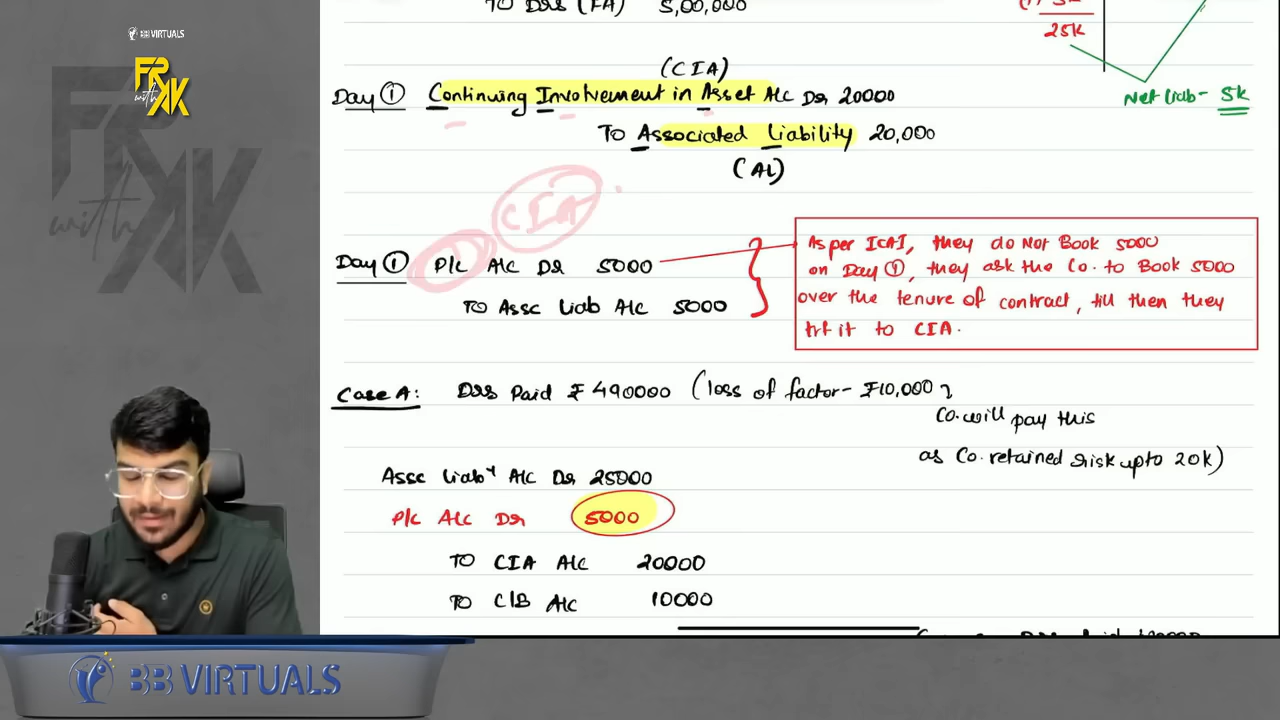 TO DRS (FA) 5,00,000
25k
BB VIRTUALS
FR with AK
(CIA)
Day ① Continuing Involvement in Asset A/c Dr 20000
Net Liab- 5k
TO Associated Liability 20,000
(AL)
CIA
Day ① P/L A/c Dr 5000
TO Assc Liab A/c 5000
As per ICAI, they do Not Book 5000
on Day ①, they ask the Co. to Book 5000
over the tenure of contract, till then they
trf it to CIA.
Case A: Drs Paid ₹ 490000 (loss of factor- ₹10,000
Co. will pay this
as Co. retained risk upto 20k)
Assc Liabty A/c Dr 25000
P/L A/c Dr 5000
TO CIA A/c 20000
TO C/B A/c 10000
BB VIRTUALS